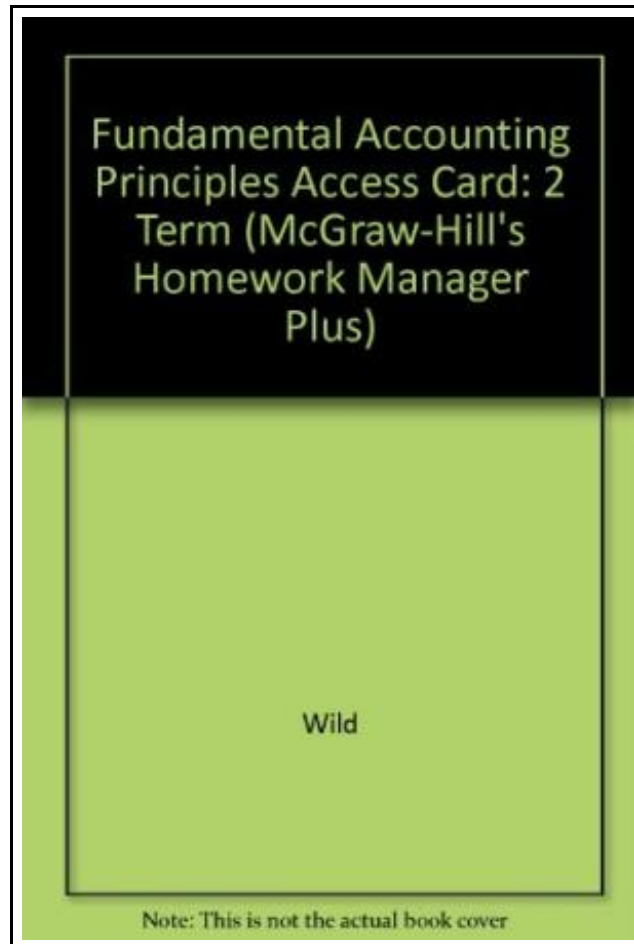 Fundamental Accounting
Principles Access Card: 2
Term (McGraw-Hill's
Homework Manager
Plus)
Wild
Note: This is not the actual book cover